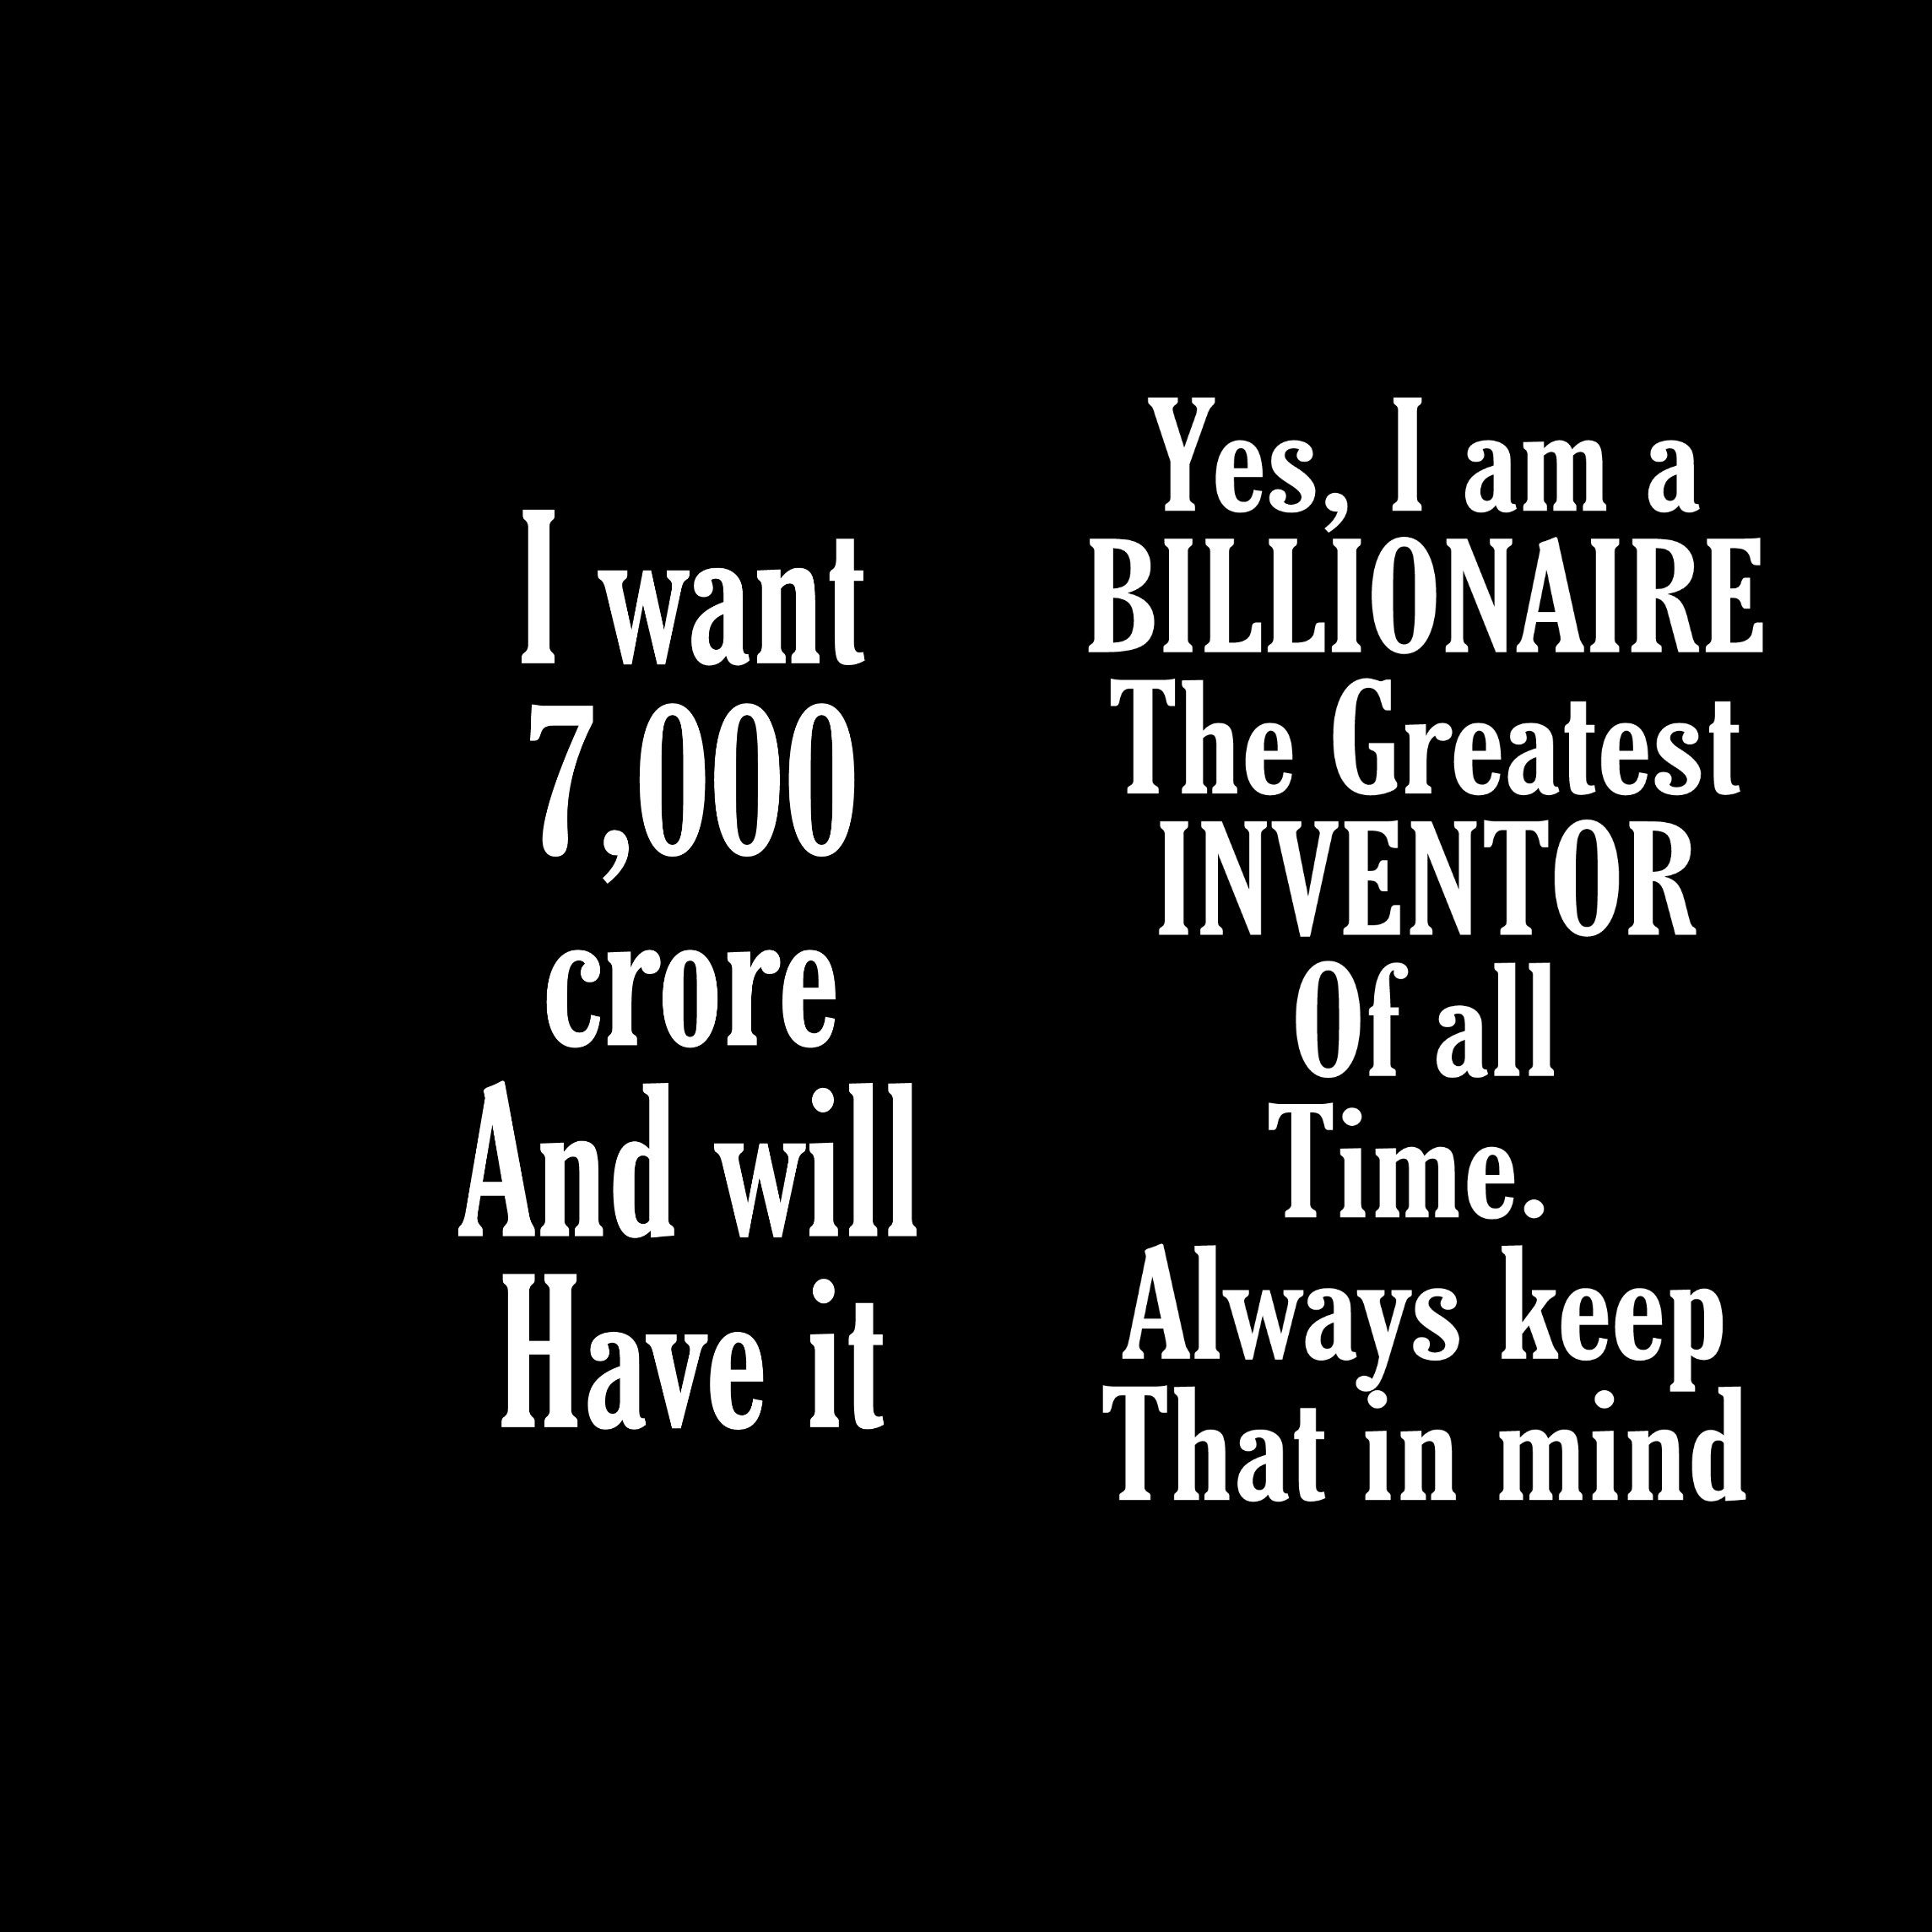 I want
7,000
crore
And will
Have it
Yes, I am a
BILLIONAIRE
The Greatest
INVENTOR
Of all
Time.
Always keep
That in mind